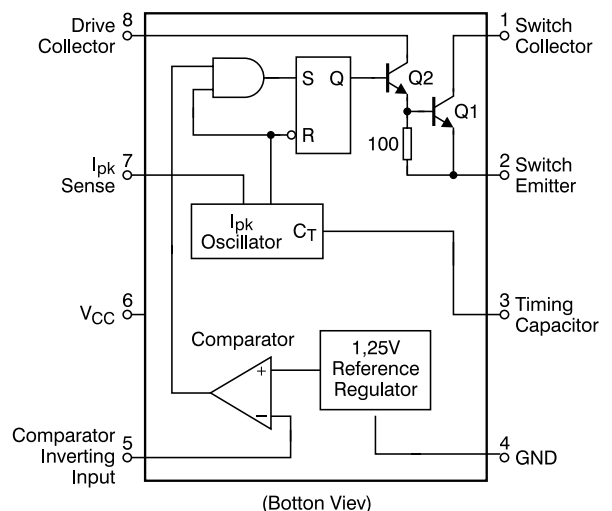 8
Drive
Collector
1
Switch
Collector
S
Q
R
Q2
Q1
100
7
Ipk
Sense
2
Switch
Emitter
Ipk
Oscillator
CT
6
VCC
3
Timing
Capacitor
Comparator
+
−
1,25V
Reference
Regulator
5
Comparator
Inverting
Input
4
GND
(Botton Viev)